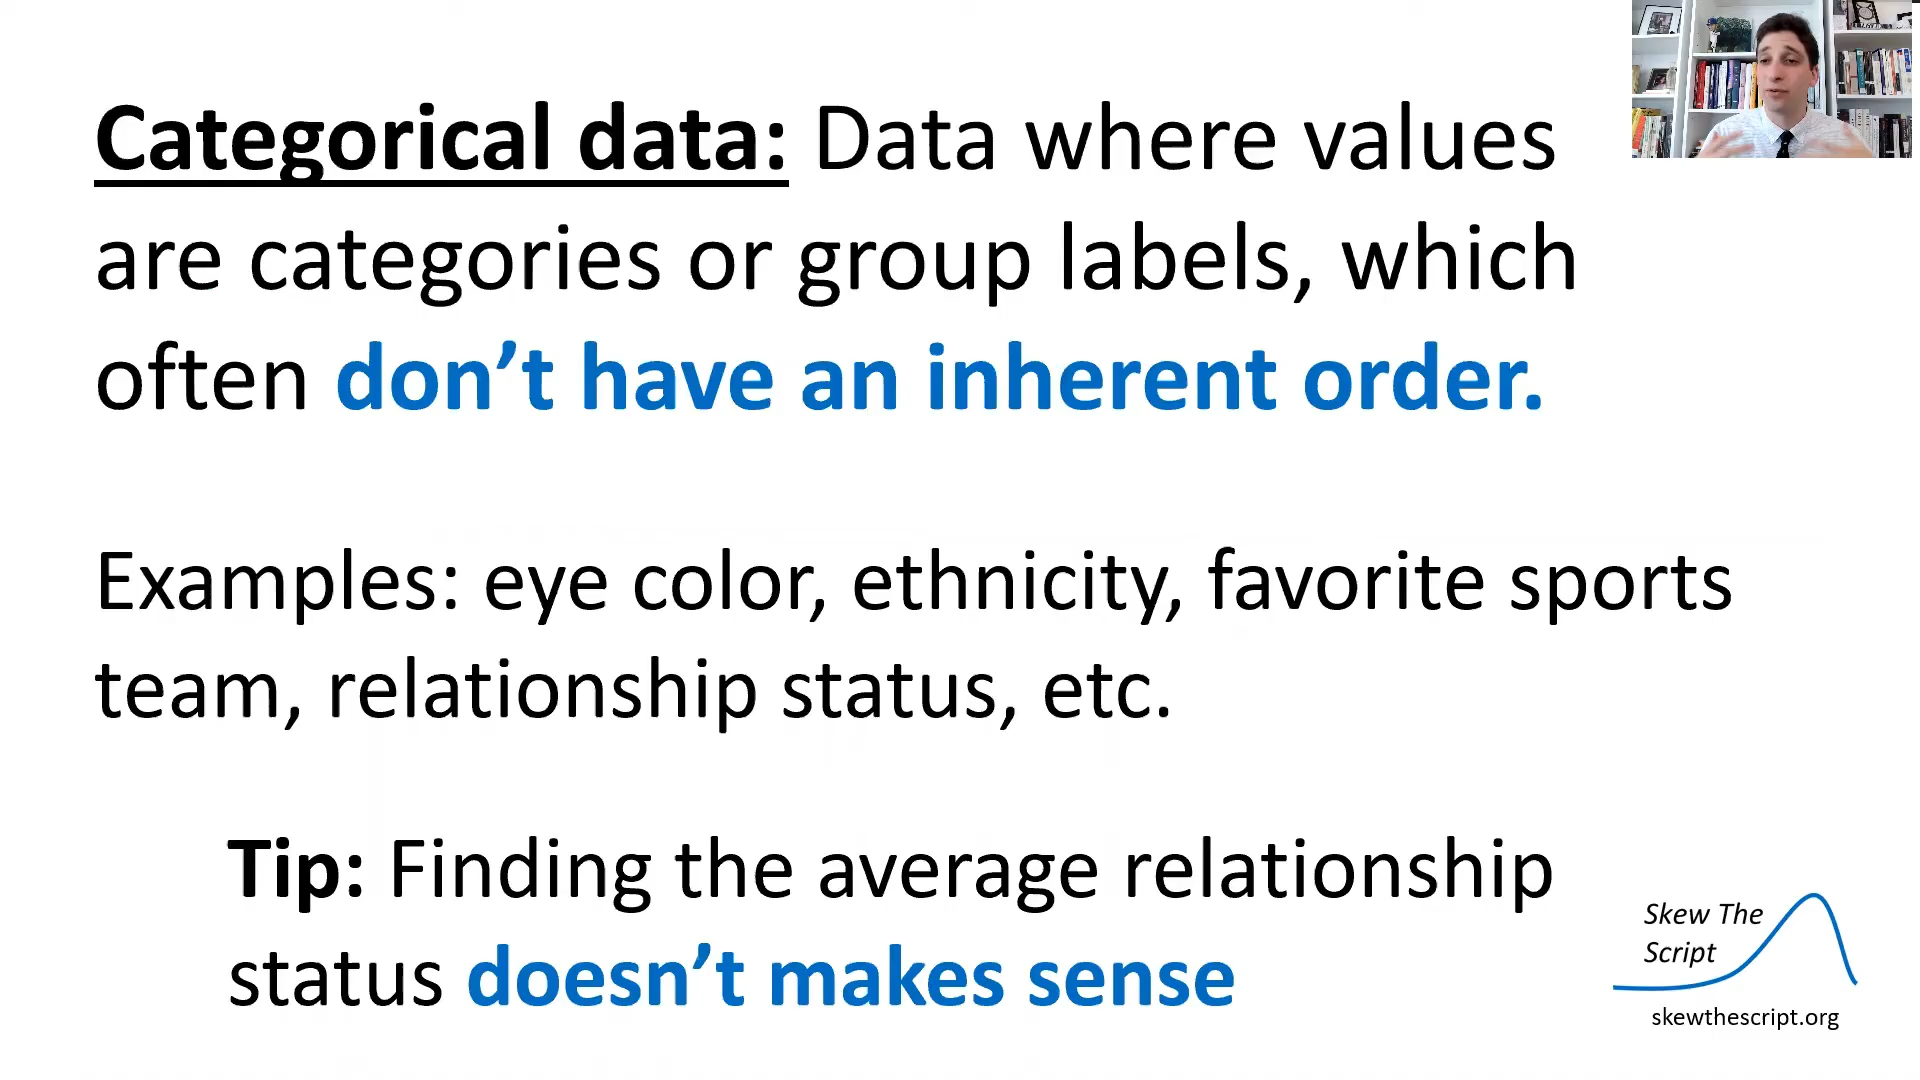 Categorical data: Data where values
are categories or group labels, which
often don’t have an inherent order.
Examples: eye color, ethnicity, favorite sports
team, relationship status, etc.
Tip: Finding the average relationship
status doesn’t makes sense
Skew The
Script
skewthescript.org